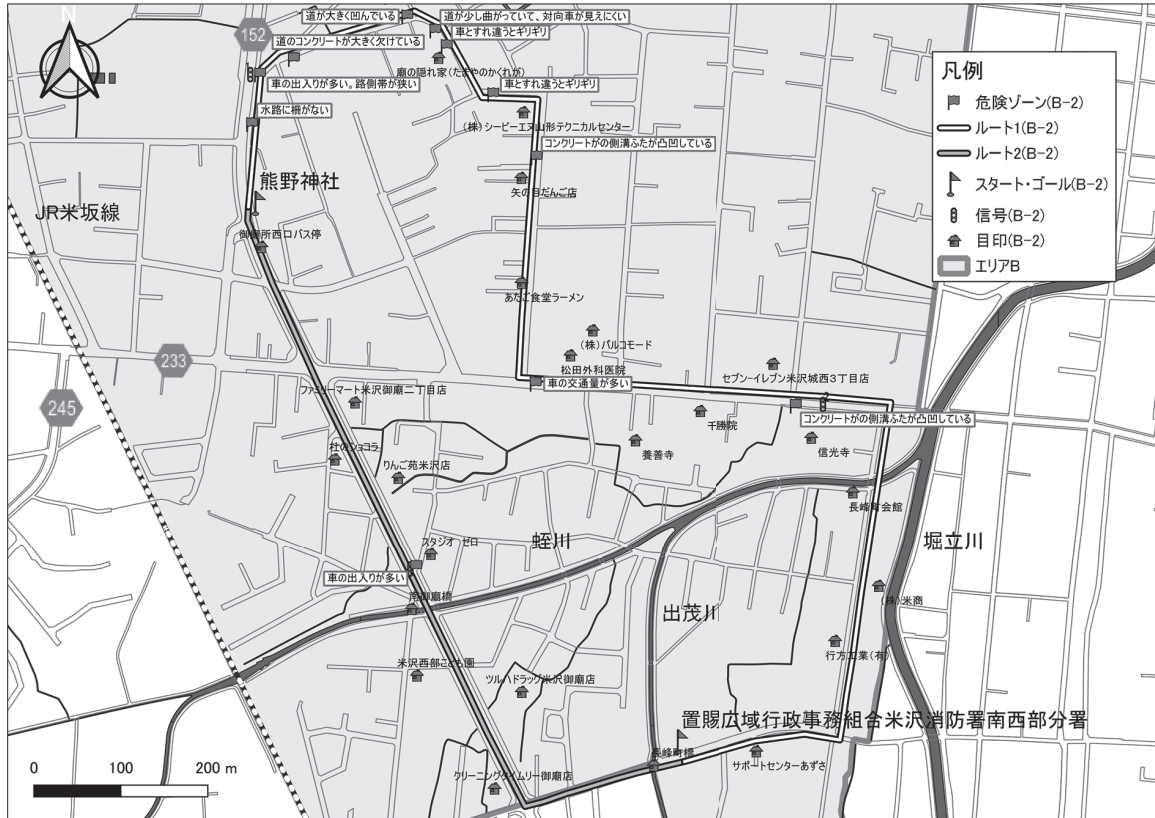 N
152
道が大きく凹んでいる
道が少し曲がっていて、対向車が見えにくい
車とすれ違うとギリギリ
道のコンクリートが大きく欠けている
廟の隠れ家(たまやのかくれが)
車の出入りが多い。路側帯が狭い
車とすれ違うとギリギリ
水路に柵がない
(株)シーピーエヌ山形テクニカルセンター
コンクリートがの側溝ふたが凸凹している
矢の目だんご店
熊野神社
JR米坂線
御廟所西口バス停
あたご食堂ラーメン
(株)パルコモード
松田外科医院
車の交通量が多い
セブン-イレブン米沢城西3丁目店
233
245
ファミリーマート米沢御廟二丁目店
千勝院
コンクリートがの側溝ふたが凸凹している
信光寺
養善寺
杜のショコラ
りんご苑米沢店
長峰町会館
スタジオ ゼロ
蛭川
堀立川
車の出入りが多い
南御廟橋
出茂川
(株)米商
行方工業(有)
米沢西部こども園
ツルハドラッグ米沢御廟店
置賜広域行政事務組合米沢消防署南西部分署
長峰町橋
サポートセンターあずさ
クリーニングタイムリー御廟店
0 100 200 m
凡例
危険ゾーン(B-2)
ルート1(B-2)
ルート2(B-2)
スタート・ゴール(B-2)
信号(B-2)
目印(B-2)
エリアB